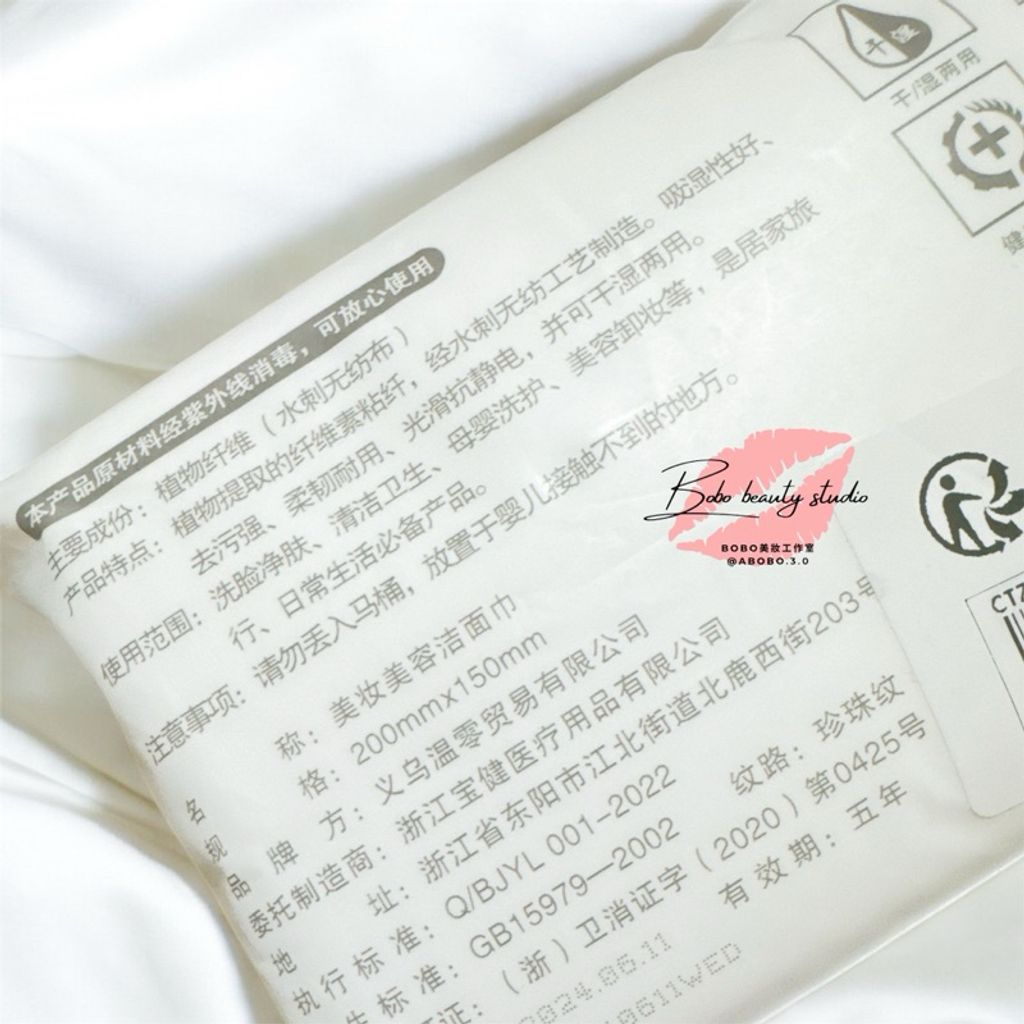 干湿
干/湿两用
健
本产品原材料经紫外线消毒，可放心使用
主要成份：植物纤维（水刺无纺布）
产品特点：植物提取的纤维素粘纤，经水刺无纺工艺制造。吸湿性好、
去污强、柔韧耐用、光滑抗静电，并可干湿两用。
使用范围：洗脸净肤、清洁卫生、母婴洗护、美容卸妆等，是居家旅
行、日常生活必备产品。
注意事项：请勿丢入马桶，放置于婴儿接触不到的地方。
名称：美妆美容洁面巾
规格：200mmx150mm
品牌方：义乌温零贸易有限公司
委托制造商：浙江宝健医疗用品有限公司
地址：浙江省东阳市江北街道北鹿西街203号
执行标准：Q/BJYL 001-2022 纹路：珍珠纹
生标准：GB15979—2002
证：（浙）卫消证字（2020）第0425号
有效期：五年
2024.06.11
0611WED
Bobo beauty studio
BOBO美妆工作室
@ABOBO.3.0
CTZ